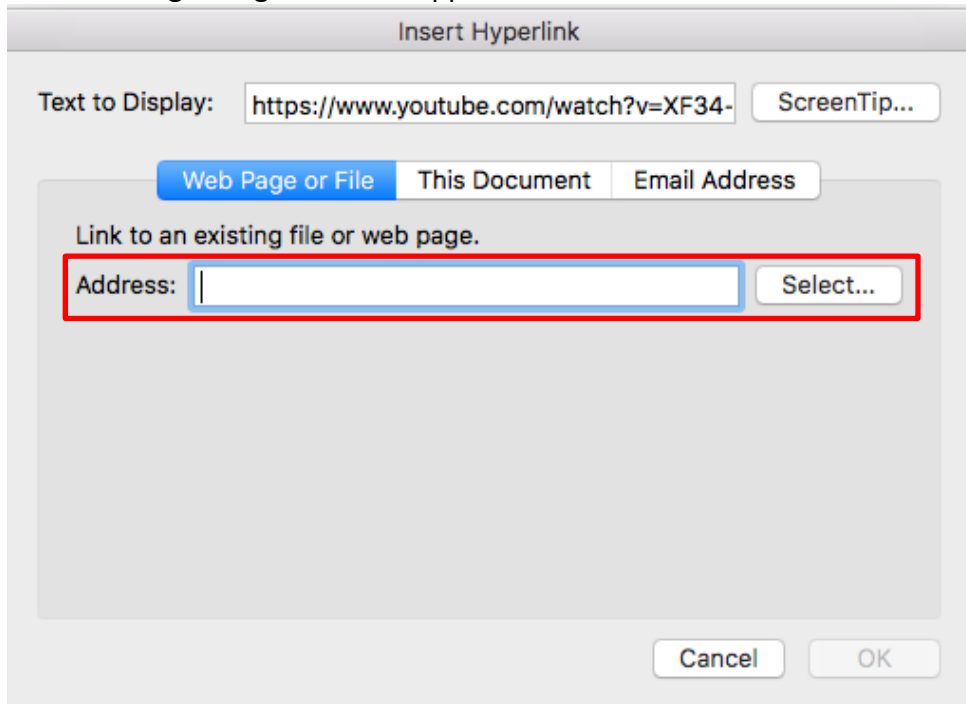 Insert Hyperlink
Text to Display: https://www.youtube.com/watch?v=XF34- ScreenTip...
Web Page or File This Document Email Address
Link to an existing file or web page.
Address: Select...
Cancel OK